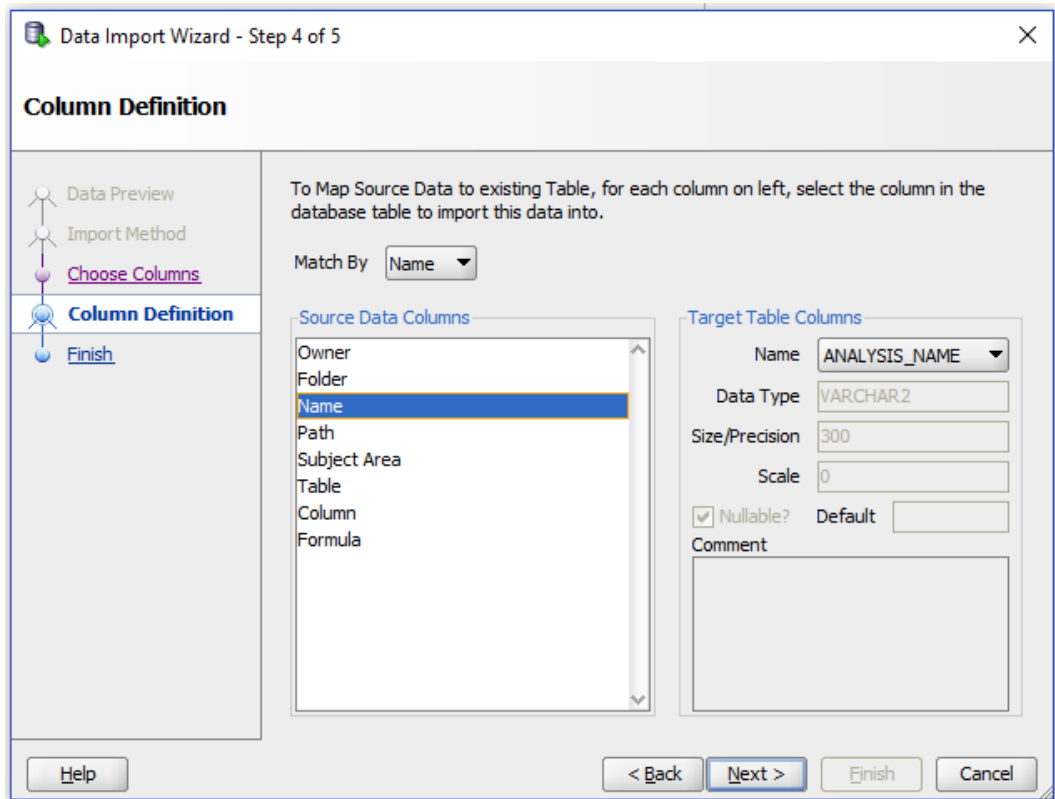 Data Import Wizard - Step 4 of 5
Column Definition
Data Preview
Import Method
Choose Columns
Column Definition
Finish
To Map Source Data to existing Table, for each column on left, select the column in the
database table to import this data into.
Match By Name
Source Data Columns
Owner
Folder
Name
Path
Subject Area
Table
Column
Formula
Target Table Columns
Name ANALYSIS_NAME
Data Type VARCHAR2
Size/Precision 300
Scale 0
Nullable? Default
Comment
Help < Back Next > Finish Cancel